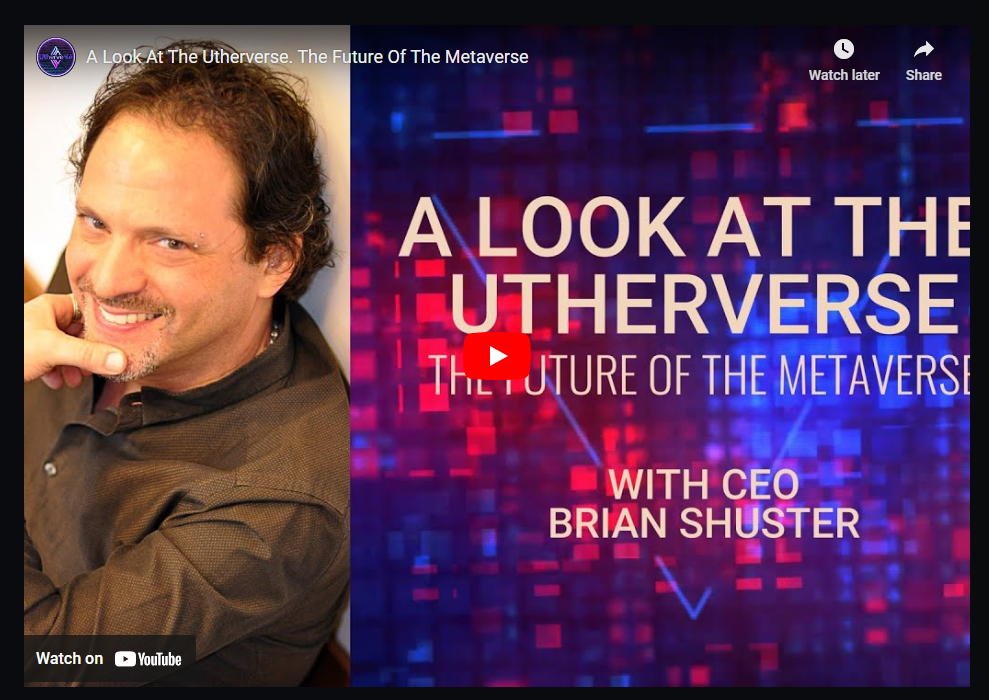 A Look At The Utherverse. The Future Of The Metaverse
Watch later
Share
A LOOK AT THE
UTHERVERSE
THE FUTURE OF THE METAVERSE
WITH CEO
BRIAN SHUSTER
Watch on YouTube